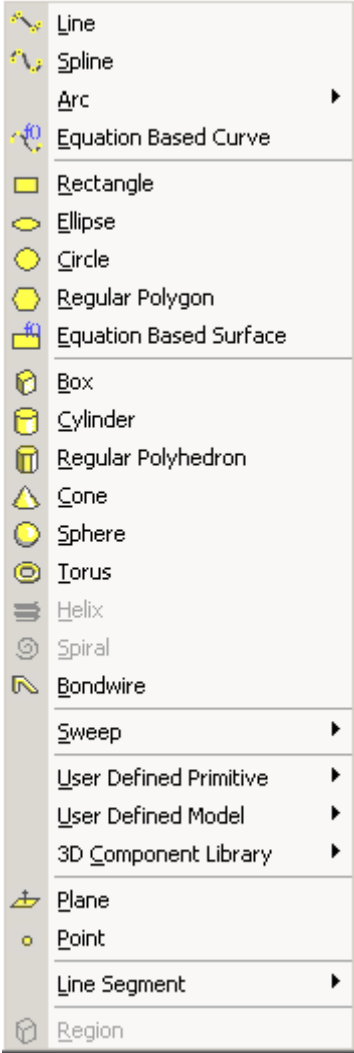 Line
Spline
Arc
f() Equation Based Curve
Rectangle
Ellipse
Circle
Regular Polygon
f() Equation Based Surface
Box
Cylinder
Regular Polyhedron
Cone
Sphere
Torus
Helix
Spiral
Bondwire
Sweep
User Defined Primitive
User Defined Model
3D Component Library
Plane
Point
Line Segment
Region